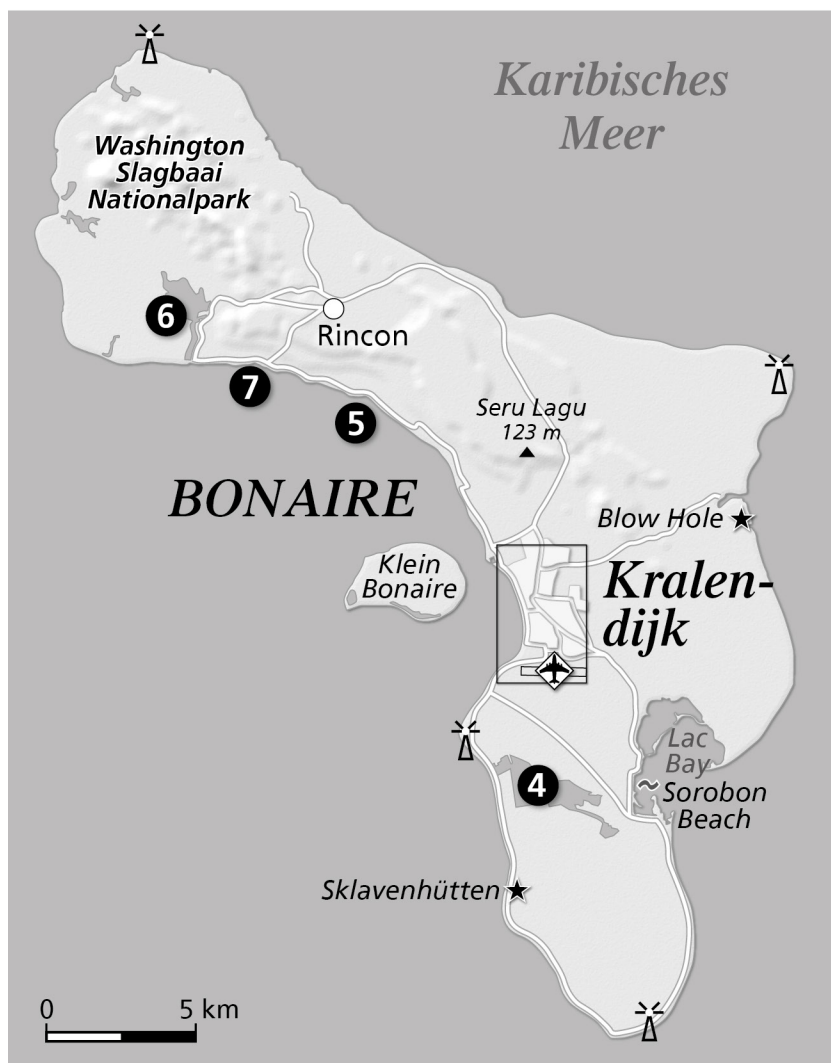 Karibisches
Meer
Washington
Slagbaai
Nationalpark
6
Rincon
7
5
Seru Lagu
123 m
BONAIRE
Blow Hole
Klein
Bonaire
Kralen-
dijk
Lac
Bay
4
Sorobon
Beach
Sklavenhütten
0 5 km